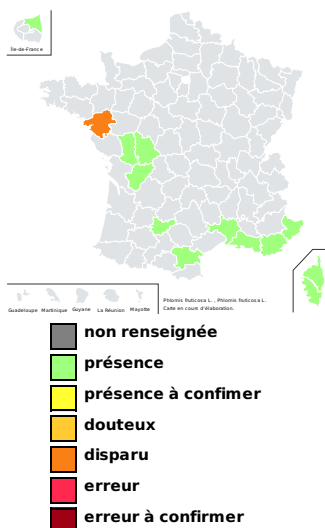 Île-de-France
Guadeloupe Martinique Guyane La Réunion Mayotte
Phlomis fruticosa L. , Phlomis fruticosa L.
Carte en cours d'élaboration.
non renseignée
présence
présence à confimer
douteux
disparu
erreur
erreur à confirmer